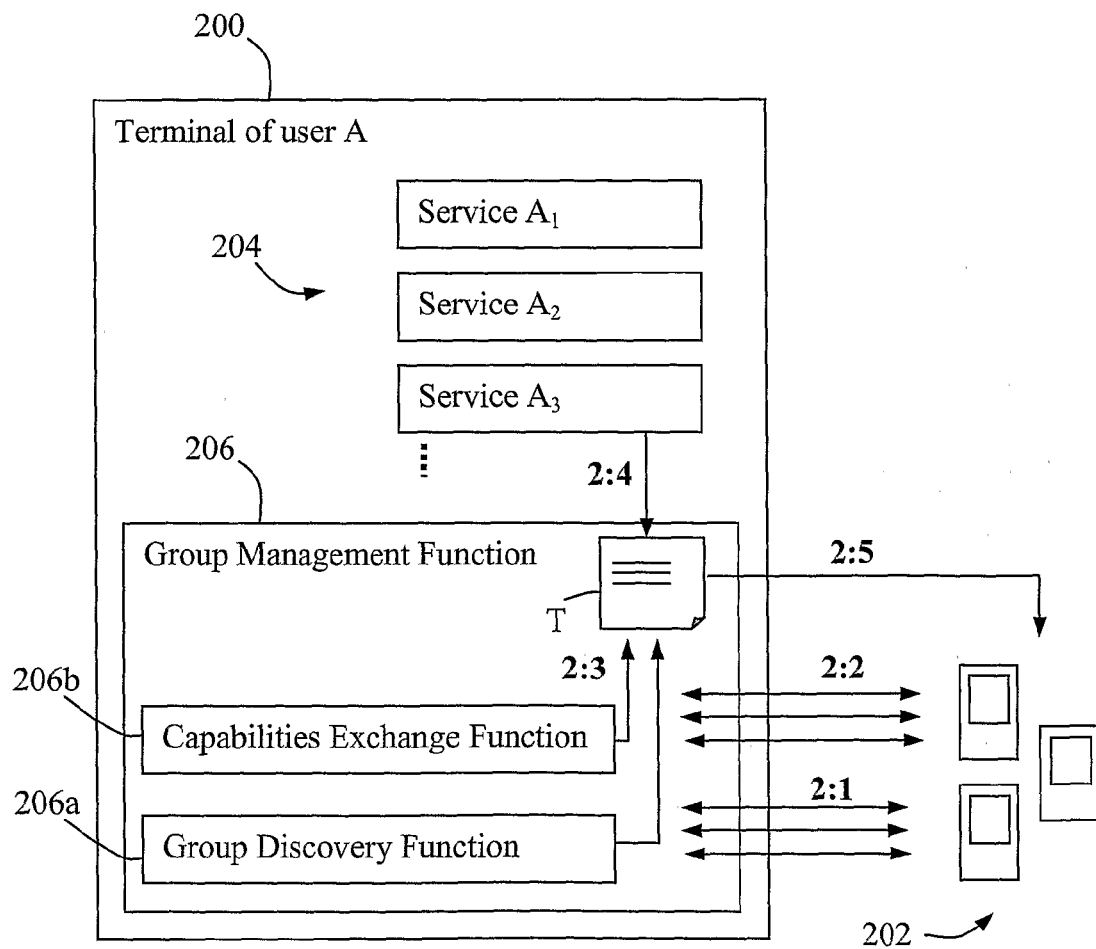 200
Terminal of user A
Service A₁
204
Service A₂
Service A₃
206
2:4
Group Management Function
2:5
T
2:3
2:2
206b
Capabilities Exchange Function
2:1
206a
Group Discovery Function
202